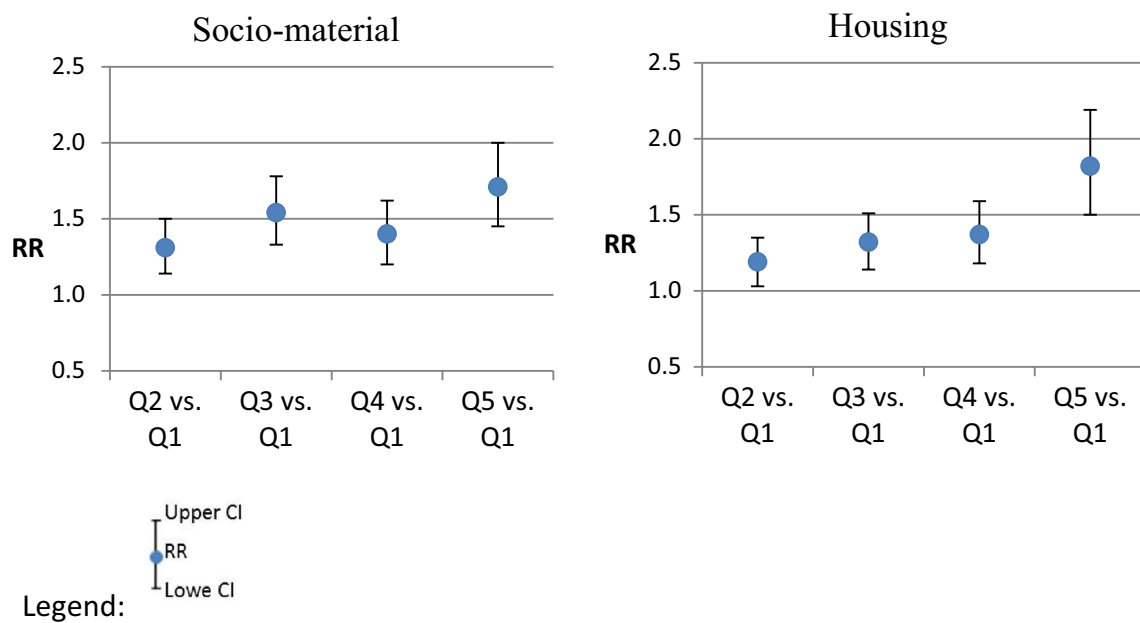 Socio-material
2.5
2.0
1.5
RR
1.0
0.5
Q2 vs. Q3 vs. Q4 vs. Q5 vs.
Q1 Q1 Q1 Q1
Housing
2.5
2.0
1.5
RR
1.0
0.5
Q2 vs. Q3 vs. Q4 vs. Q5 vs.
Q1 Q1 Q1 Q1
Upper CI
RR
Lowe CI
Legend: